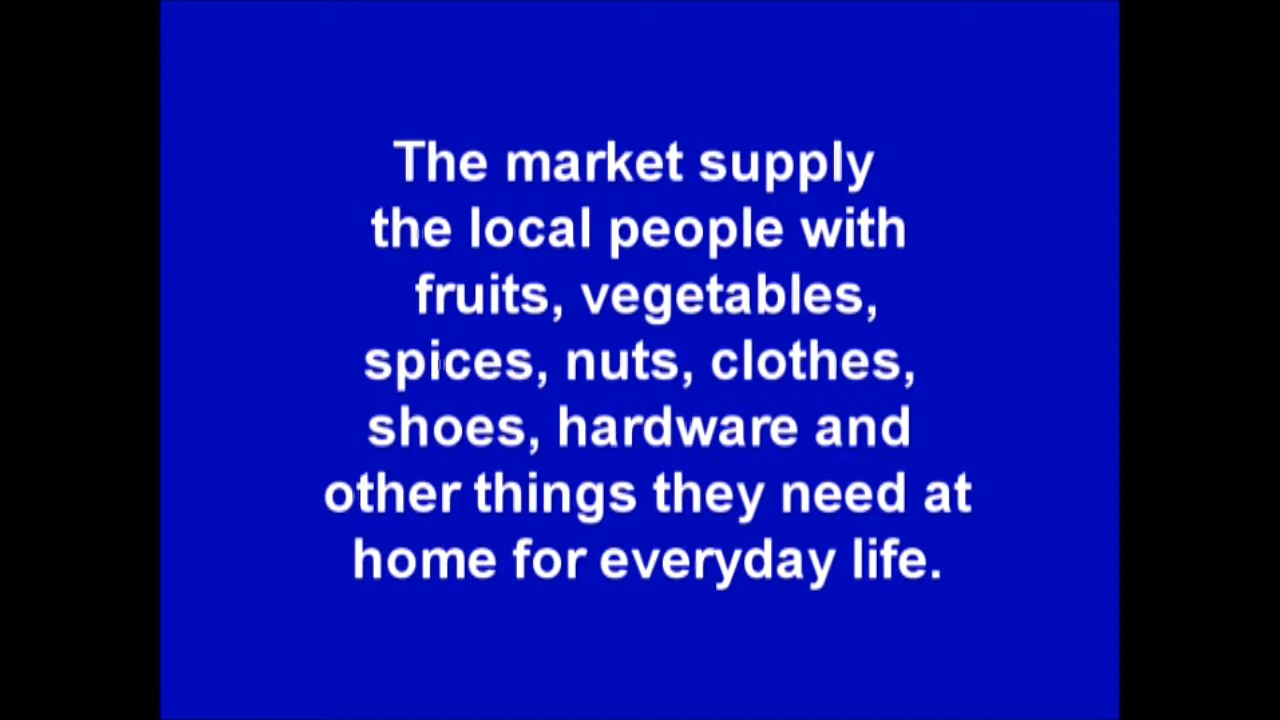 The market supply
the local people with
fruits, vegetables,
spices, nuts, clothes,
shoes, hardware and
other things they need at
home for everyday life.